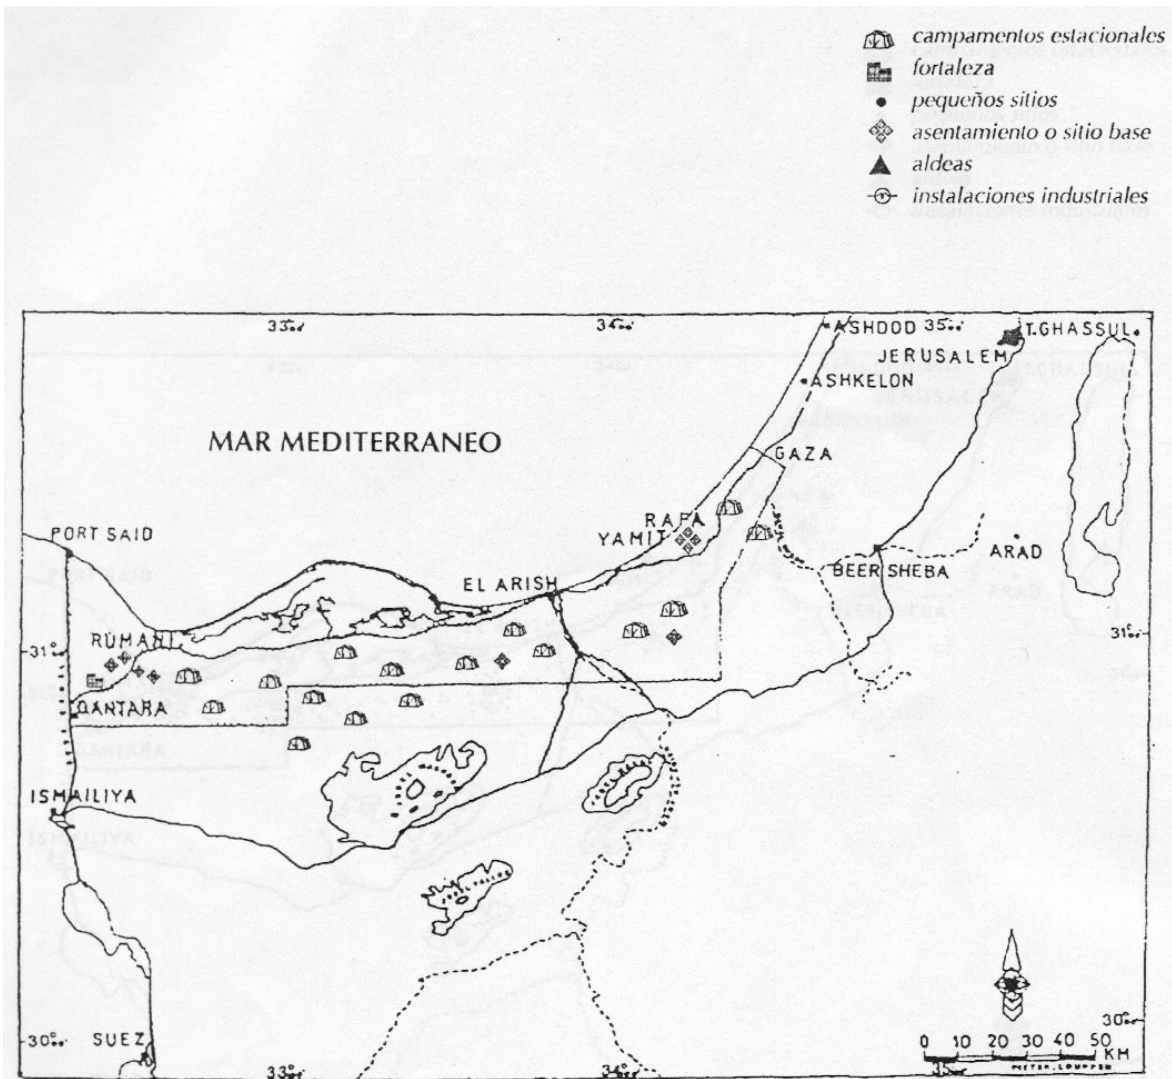 campamentos estacionales
fortaleza
pequeños sitios
asentamiento o sitio base
aldeas
instalaciones industriales
33°
34°
ASHDOD 35°
T.GHASSUL
JERUSALEM
ASHKELON
MAR MEDITERRANEO
GAZA
RAFA
YAMIT
PORT SAID
ARAD
BEER SHEBA
EL ARISH
RUMANI
31°
31°
QANTARA
ISMAILIYA
30°
30°
SUEZ
0 10 20 30 40 50 KM
33°
34°
35°